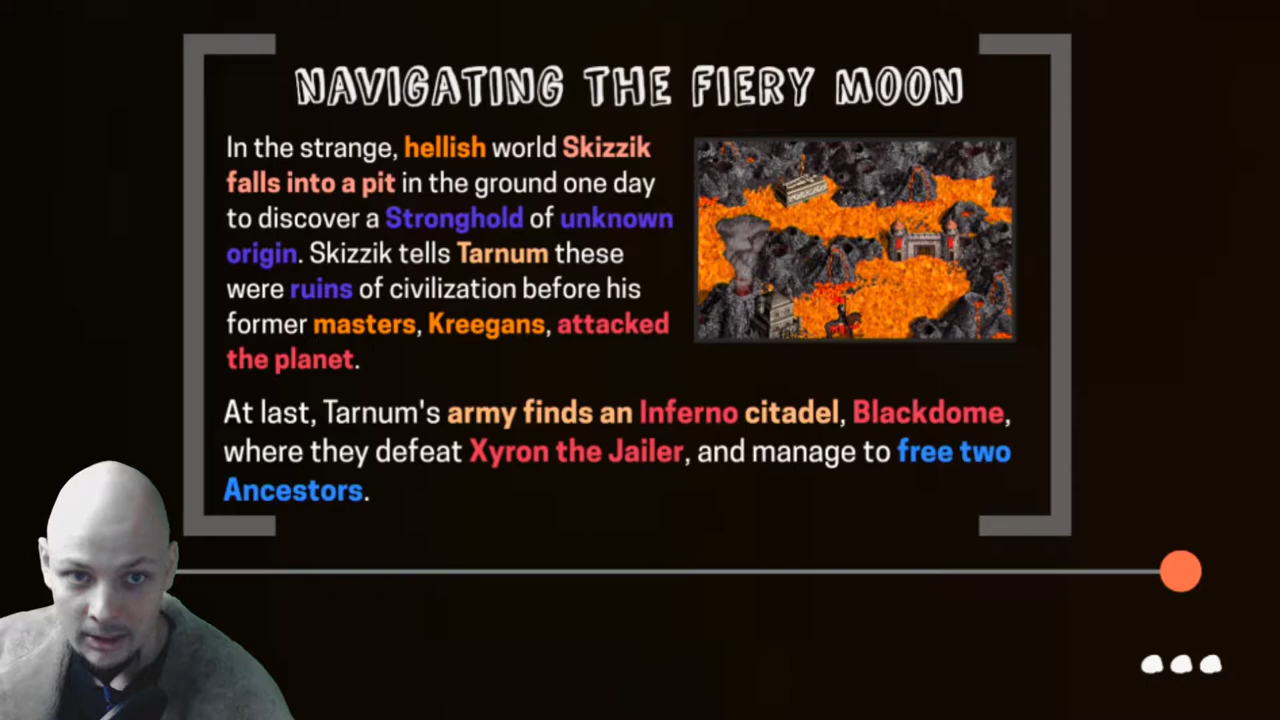 NAVIGATING THE FIERY MOON
In the strange, hellish world Skizzik
falls into a pit in the ground one day
to discover a Stronghold of unknown
origin. Skizzik tells Tarnum these
were ruins of civilization before his
former masters, Kreegans, attacked
the planet.
At last, Tarnum's army finds an Inferno citadel, Blackdome,
where they defeat Xyron the Jailer, and manage to free two
Ancestors.